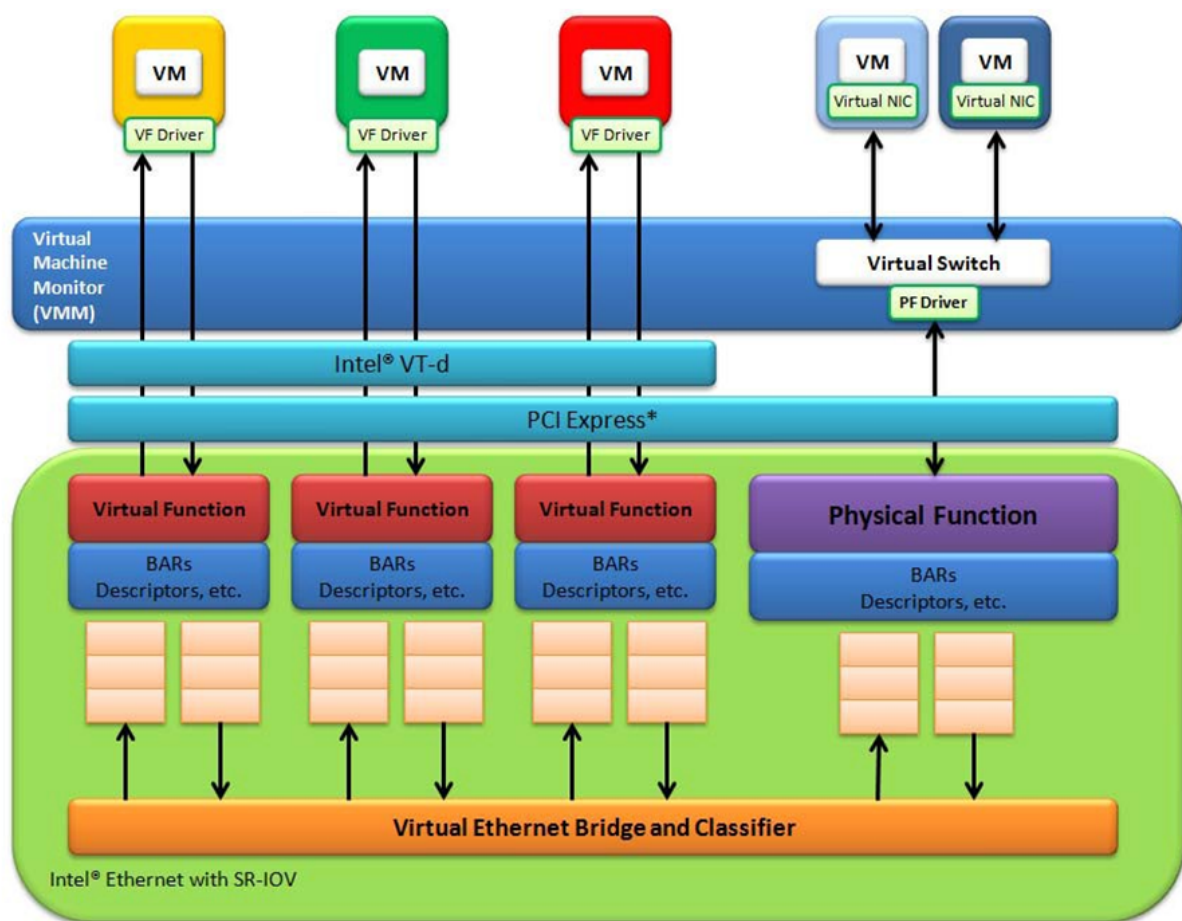 VM
VM
VM
VM
VM
VF Driver
VF Driver
VF Driver
Virtual NIC
Virtual NIC
Virtual
Machine
Monitor
(VMM)
Virtual Switch
PF Driver
Intel® VT-d
PCI Express*
Virtual Function
Virtual Function
Virtual Function
Physical Function
BARs
Descriptors, etc.
BARs
Descriptors, etc.
BARs
Descriptors, etc.
BARs
Descriptors, etc.
Virtual Ethernet Bridge and Classifier
Intel® Ethernet with SR-IOV